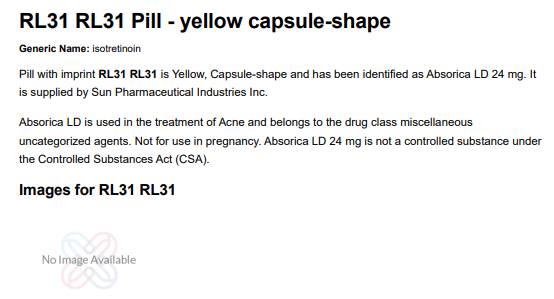 RL31 RL31 Pill - yellow capsule-shape
Generic Name: isotretinoin
Pill with imprint RL31 RL31 is Yellow, Capsule-shape and has been identified as Absorica LD 24 mg. It
is supplied by Sun Pharmaceutical Industries Inc.
Absorica LD is used in the treatment of Acne and belongs to the drug class miscellaneous
uncategorized agents. Not for use in pregnancy. Absorica LD 24 mg is not a controlled substance under
the Controlled Substances Act (CSA).
Images for RL31 RL31
No Image Available